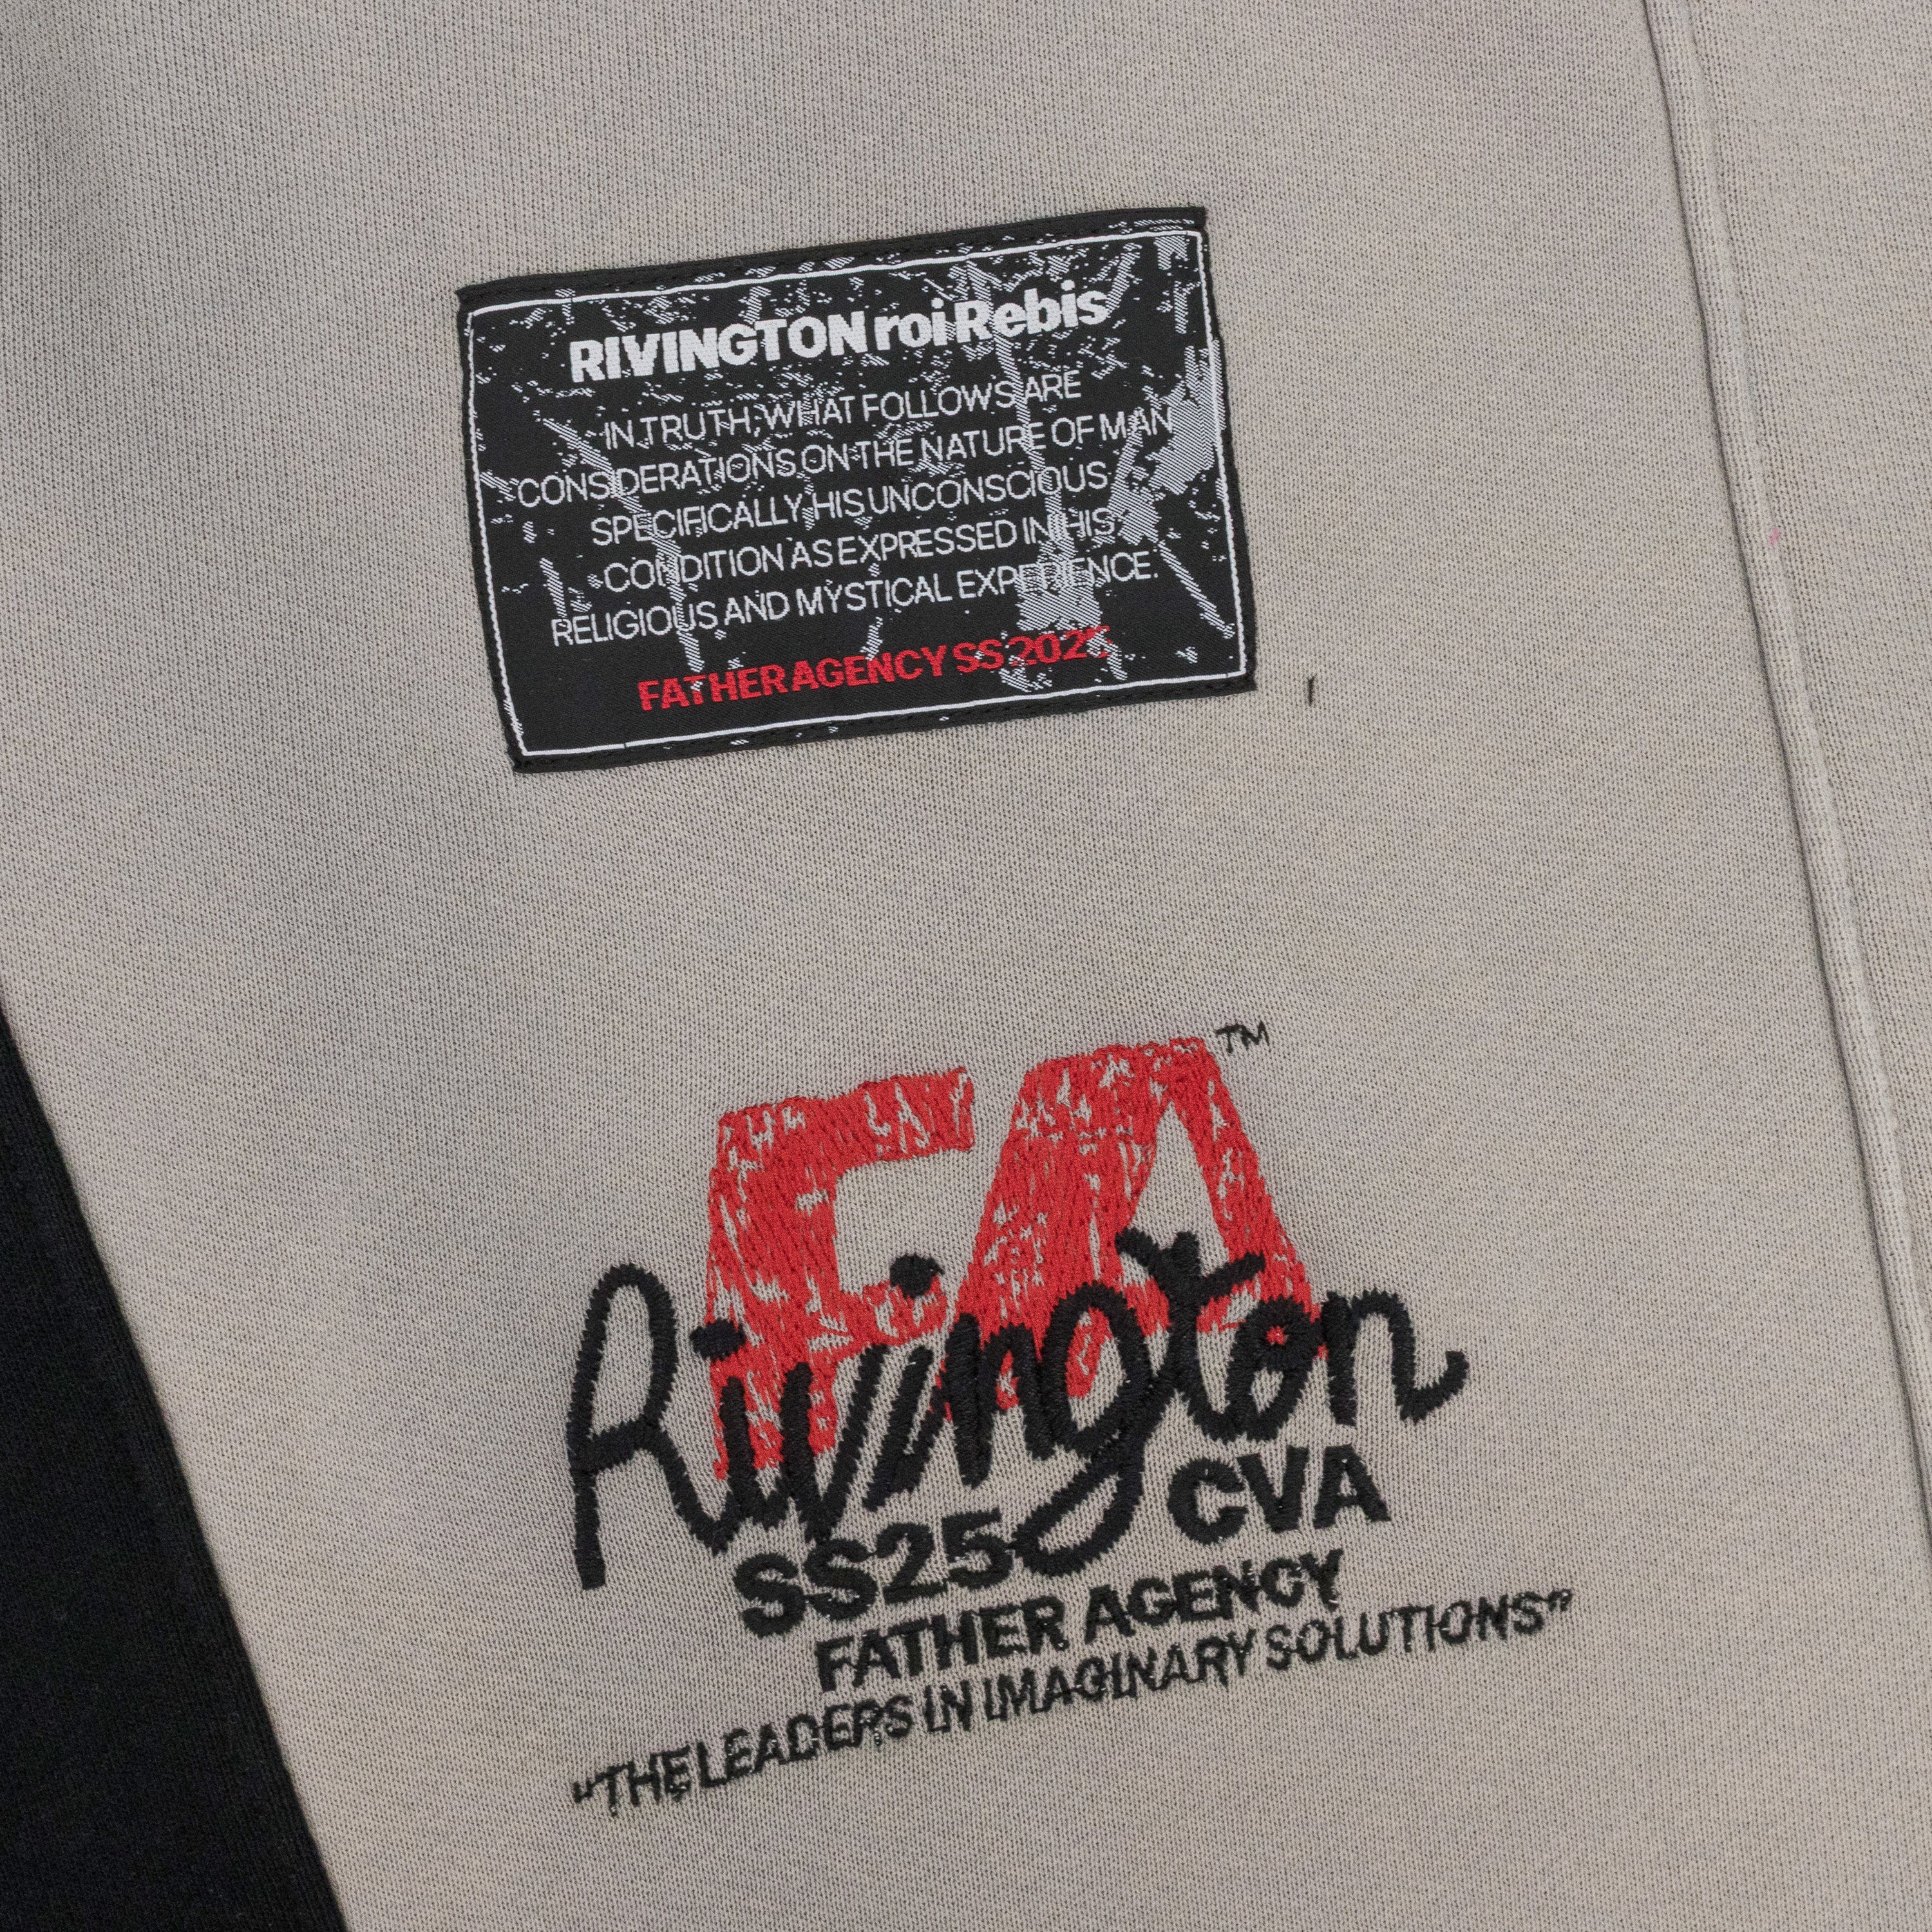 RIVINGTON roi Rebis
IN TRUTH, WHAT FOLLOWS ARE
CONSIDERATIONS ON THE NATURE OF MAN
SPECIFICALLY HIS UNCONSCIOUS
CONDITION AS EXPRESSED IN HIS
RELIGIOUS AND MYSTICAL EXPERIENCE.
FATHER AGENCY SS 2025
FA™
Rivington
SS25 CVA
FATHER AGENCY
"THE LEADERS IN IMAGINARY SOLUTIONS"